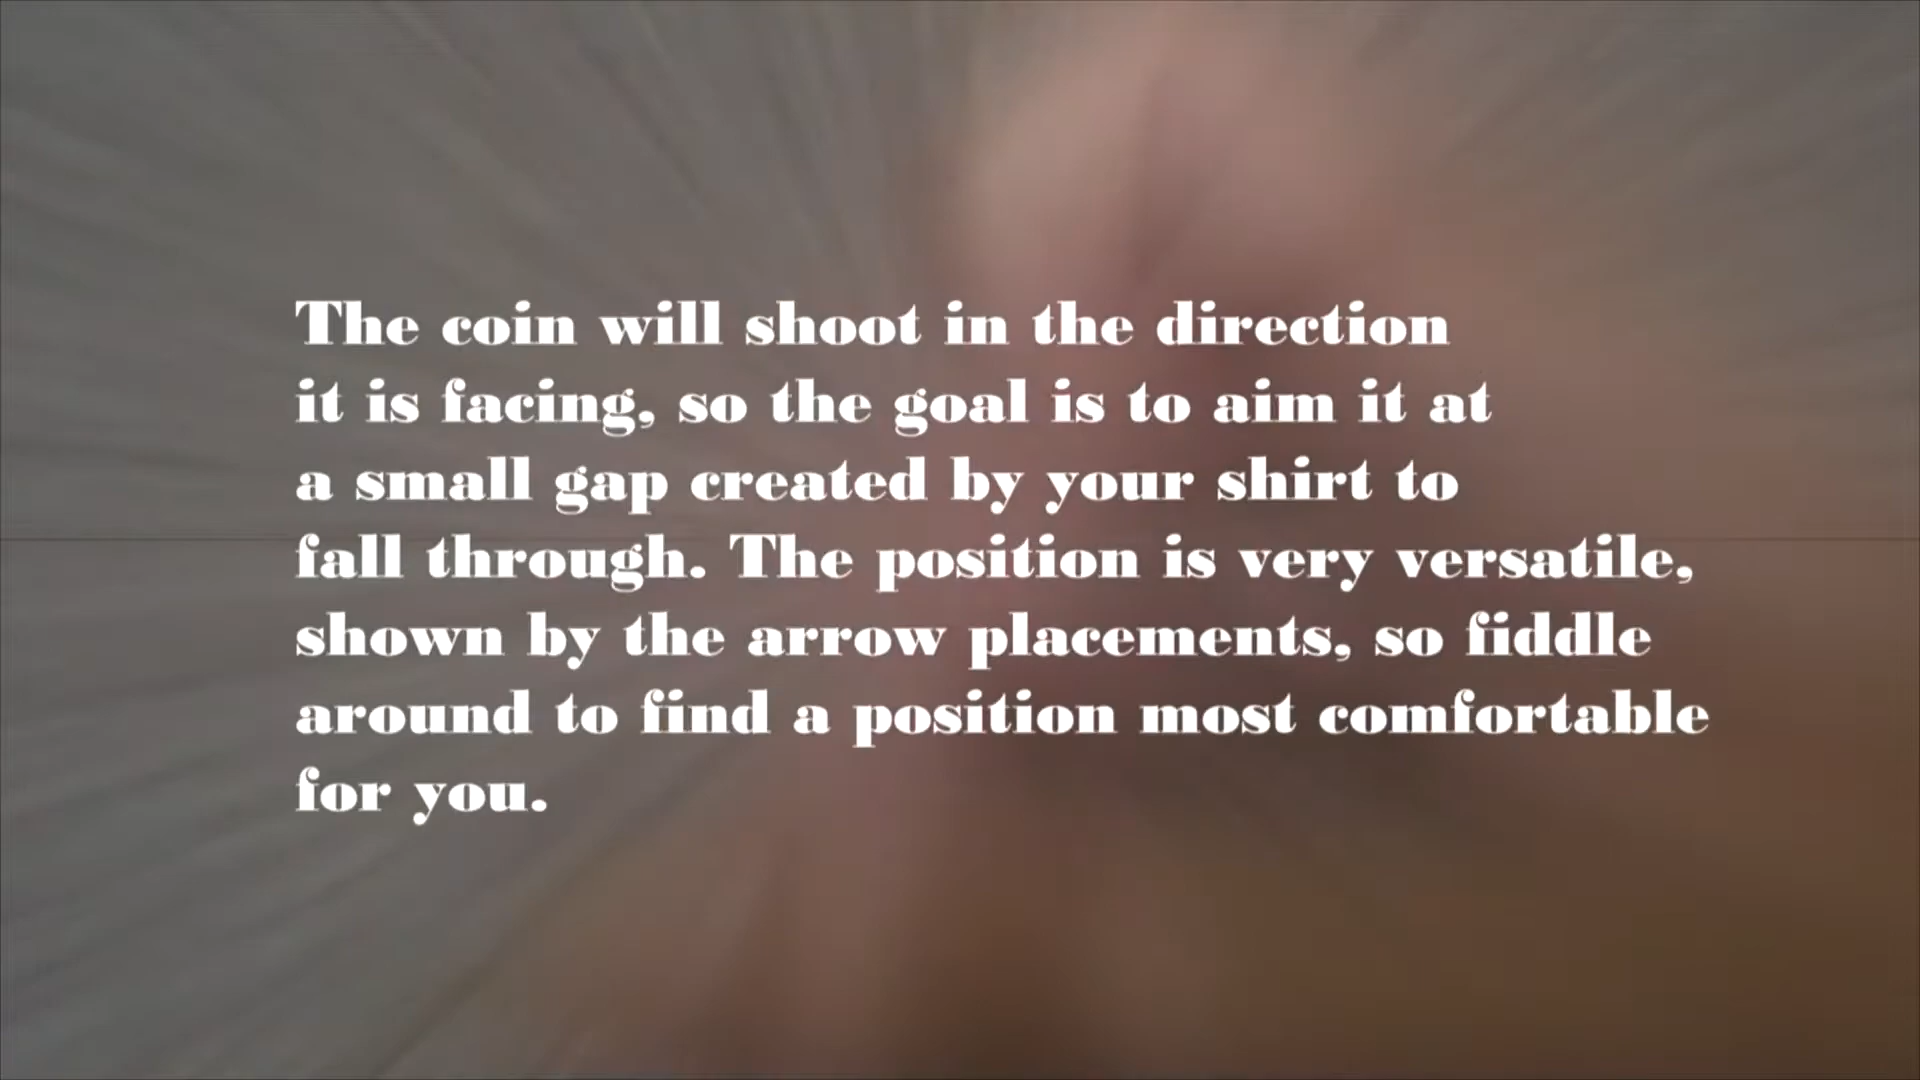 The coin will shoot in the direction
it is facing, so the goal is to aim it at
a small gap created by your shirt to
fall through. The position is very versatile,
shown by the arrow placements, so fiddle
around to find a position most comfortable
for you.